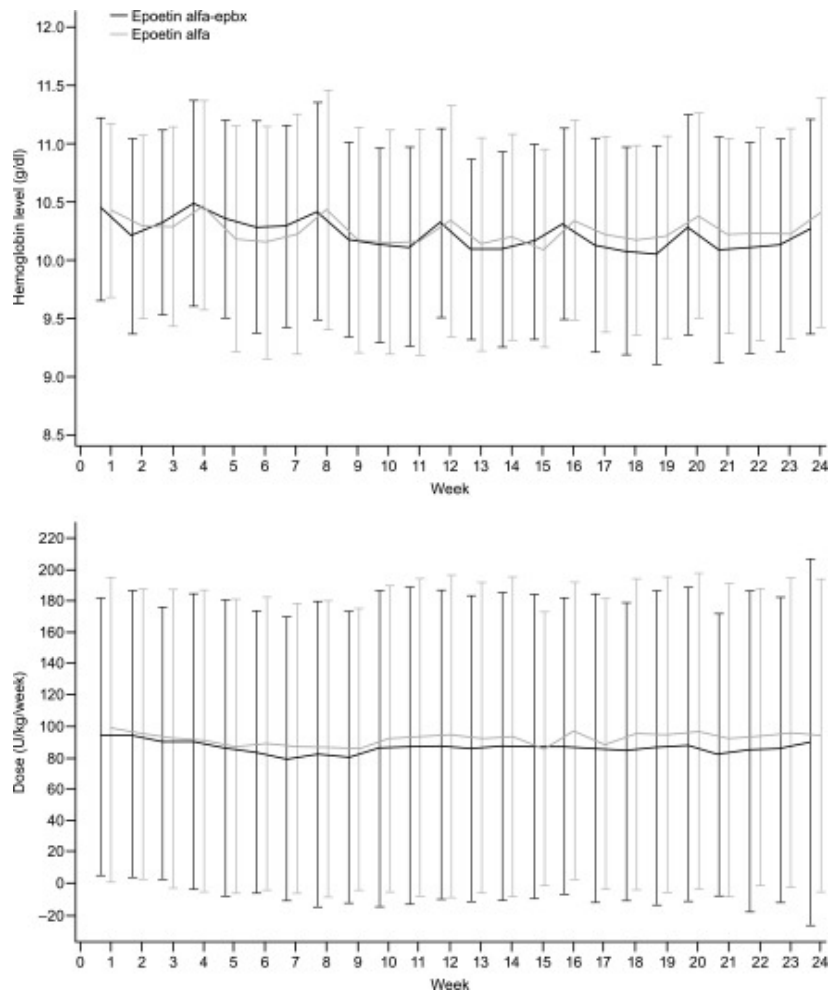 Epoetin alfa-epbx
Epoetin alfa
12.0
11.5
11.0
10.5
10.0
9.5
9.0
8.5
Hemoglobin level (g/dl)
0 1 2 3 4 5 6 7 8 9 10 11 12 13 14 15 16 17 18 19 20 21 22 23 24
Week
220
200
180
160
140
120
100
80
60
40
20
0
–20
Dose (U/kg/week)
0 1 2 3 4 5 6 7 8 9 10 11 12 13 14 15 16 17 18 19 20 21 22 23 24
Week